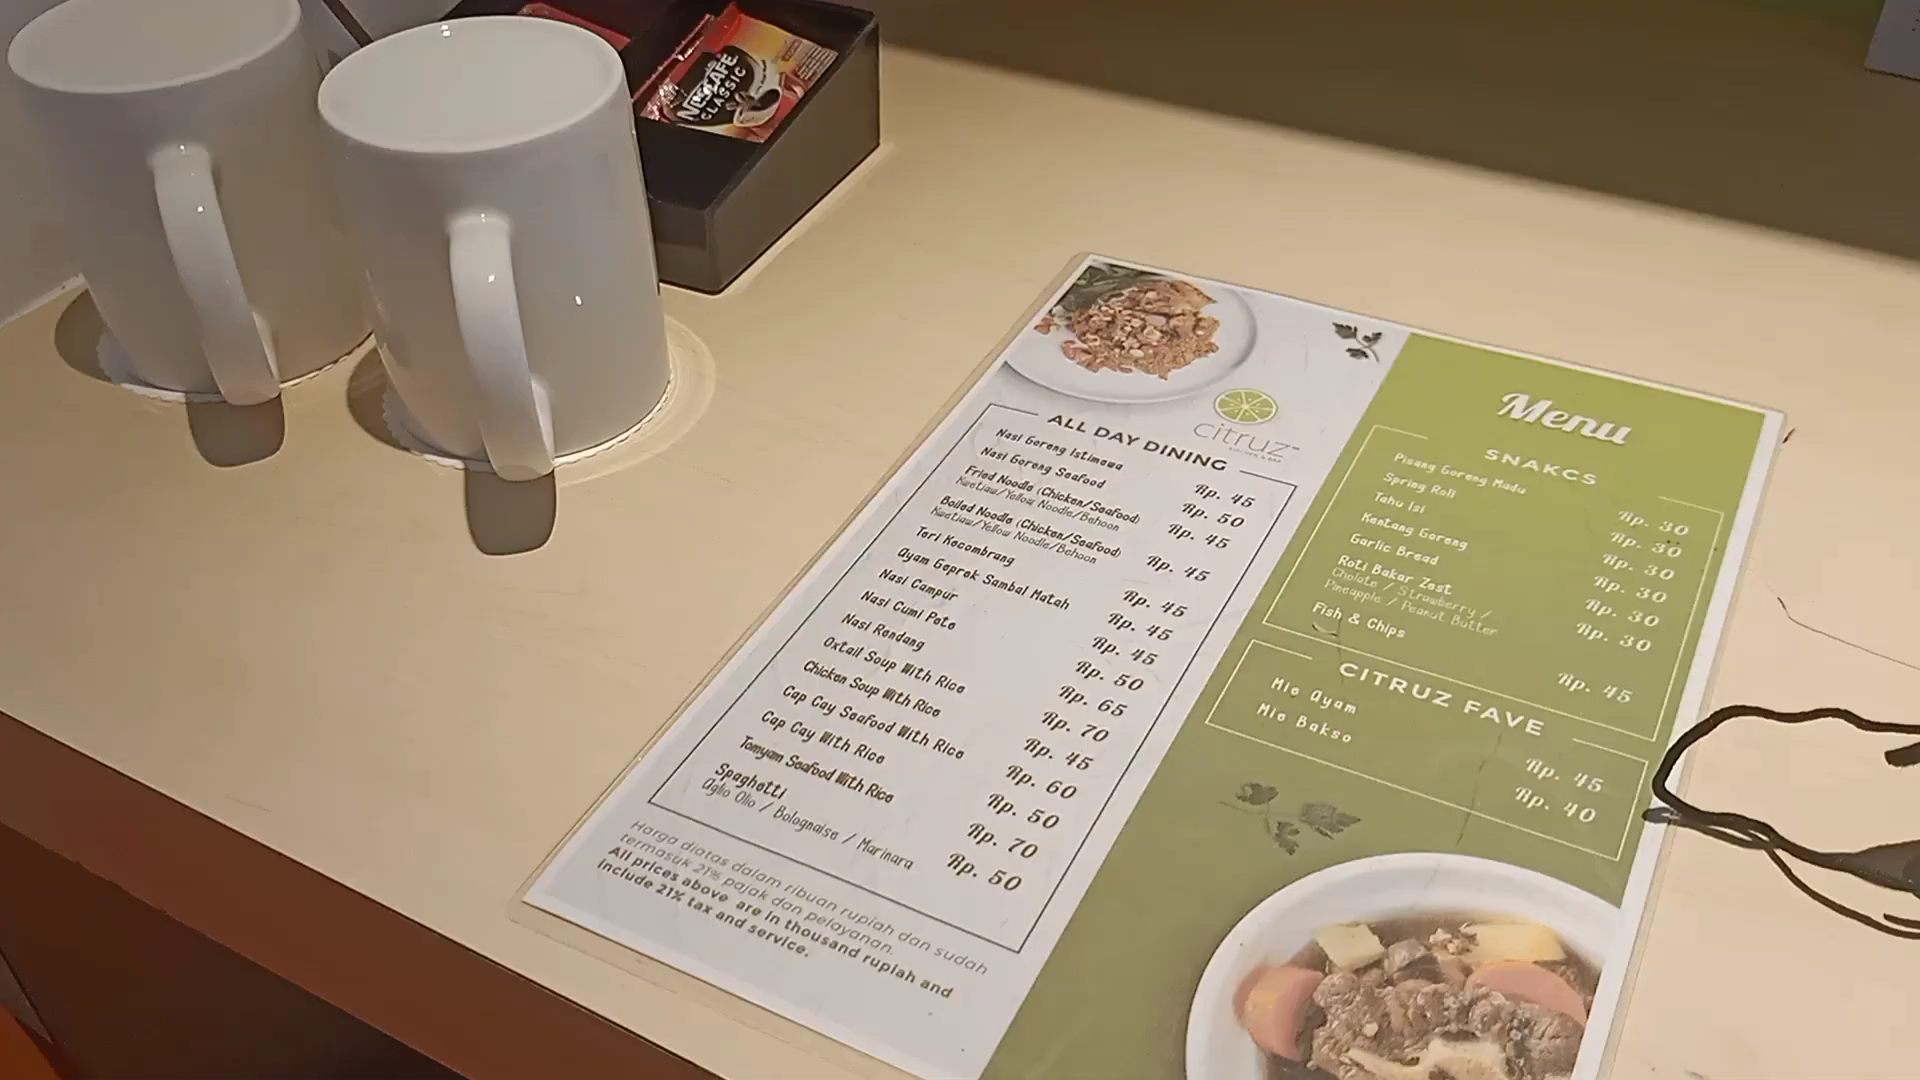 NESCAFÉ
CLASSIC
citruz
KITCHEN & BAR
ALL DAY DINING
Nasi Goreng Istimewa Rp. 45
Nasi Goreng Seafood Rp. 50
Fried Noodle (Chicken/Seafood) Rp. 45
Kwetiaw/Yellow Noodle/Behoon
Boiled Noodle (Chicken/Seafood) Rp. 45
Kwetiaw/Yellow Noodle/Behoon
Teri Kecombrang Rp. 45
Ayam Geprek Sambal Matah Rp. 45
Nasi Campur Rp. 45
Nasi Cumi Pete Rp. 50
Nasi Rendang Rp. 65
Oxtail Soup With Rice Rp. 70
Chicken Soup With Rice Rp. 45
Cap Cay Seafood With Rice Rp. 60
Cap Cay With Rice Rp. 50
Tomyam Seafood With Rice Rp. 70
Spaghetti Rp. 50
Aglio Olio / Bolognaise / Marinara
Harga diatas dalam ribuan rupiah dan sudah
termasuk 21% pajak dan pelayanan.
All prices above are in thousand rupiah and
include 21% tax and service.
Menu
SNAKCS
Pisang Goreng Madu Rp. 30
Spring Roll Rp. 30
Tahu Isi Rp. 30
Kentang Goreng Rp. 30
Garlic Bread Rp. 30
Roti Bakar Zest Rp. 30
Cholate / Strawberry /
Pineapple / Peanut Butter
Fish & Chips Rp. 45
CITRUZ FAVE
Mie Ayam Rp. 45
Mie Bakso Rp. 40